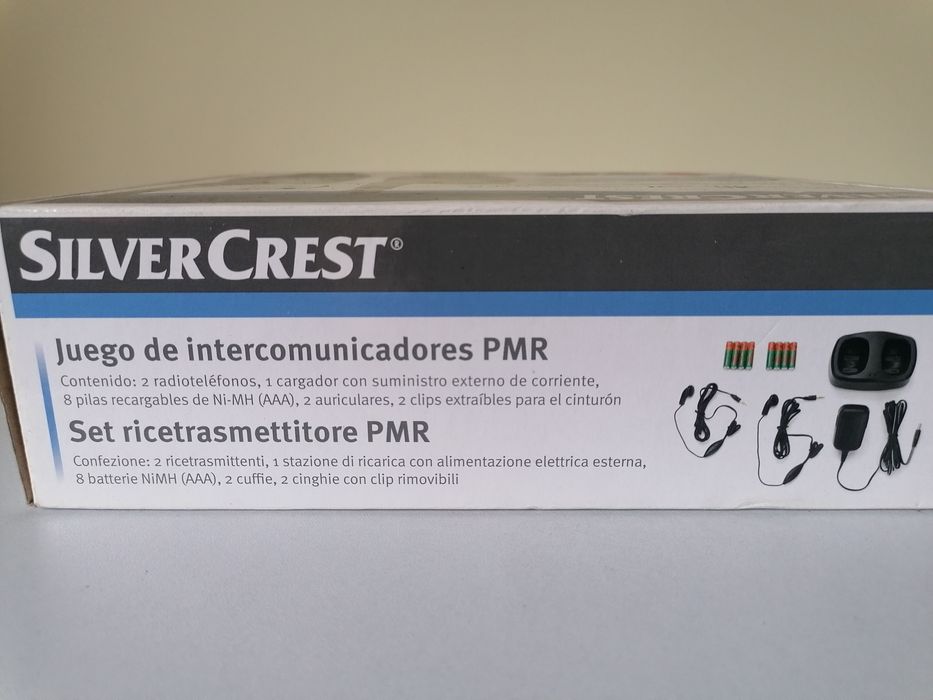 SILVERCREST®
Juego de intercomunicadores PMR
Contenido: 2 radioteléfonos, 1 cargador con suministro externo de corriente,
8 pilas recargables de Ni-MH (AAA), 2 auriculares, 2 clips extraíbles para el cinturón
Set ricetrasmettitore PMR
Confezione: 2 ricetrasmittenti, 1 stazione di ricarica con alimentazione elettrica esterna,
8 batterie NiMH (AAA), 2 cuffie, 2 cinghie con clip rimovibili